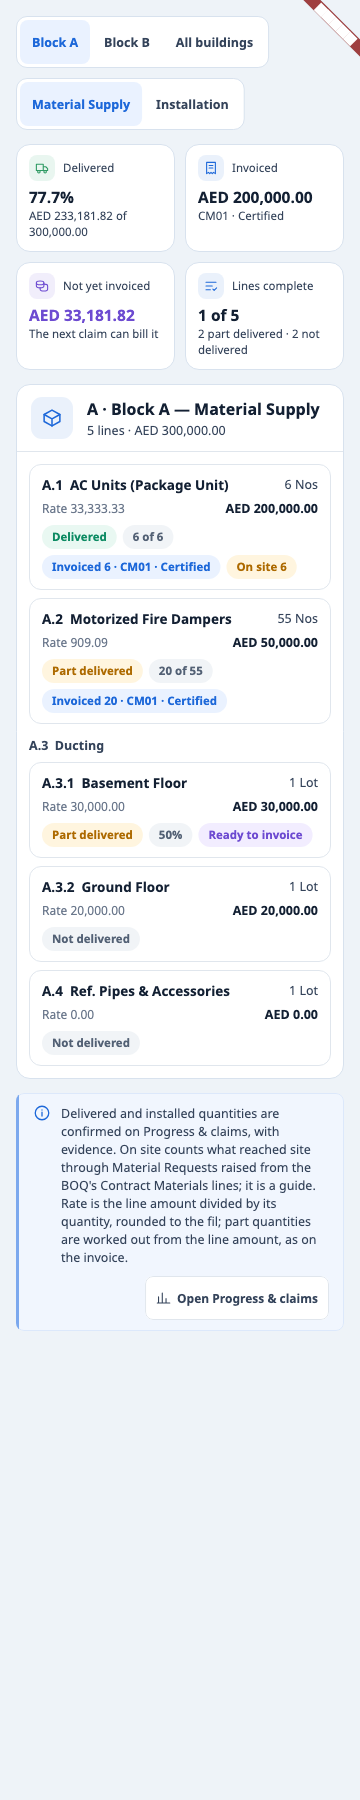 Block A
Block B
All buildings
Material Supply
Installation
Delivered
77.7%
AED 233,181.82 of
300,000.00
Invoiced
AED 200,000.00
CM01 · Certified
Not yet invoiced
AED 33,181.82
The next claim can bill it
Lines complete
1 of 5
2 part delivered · 2 not
delivered
A · Block A — Material Supply
5 lines · AED 300,000.00
A.1 AC Units (Package Unit)
6 Nos
Rate 33,333.33
AED 200,000.00
Delivered
6 of 6
Invoiced 6 · CM01 · Certified
On site 6
A.2 Motorized Fire Dampers
55 Nos
Rate 909.09
AED 50,000.00
Part delivered
20 of 55
Invoiced 20 · CM01 · Certified
A.3 Ducting
A.3.1 Basement Floor
1 Lot
Rate 30,000.00
AED 30,000.00
Part delivered
50%
Ready to invoice
A.3.2 Ground Floor
1 Lot
Rate 20,000.00
AED 20,000.00
Not delivered
A.4 Ref. Pipes & Accessories
1 Lot
Rate 0.00
AED 0.00
Not delivered
Delivered and installed quantities are
confirmed on Progress & claims, with
evidence. On site counts what reached site
through Material Requests raised from the
BOQ's Contract Materials lines; it is a guide.
Rate is the line amount divided by its
quantity, rounded to the fil; part quantities
are worked out from the line amount, as on
the invoice.
Open Progress & claims